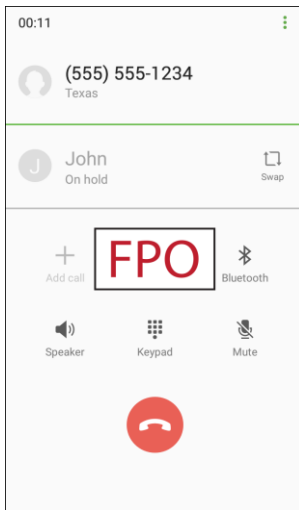 00:11
(555) 555-1234
Texas
J
John
On hold
Swap
FPO
Add call
Bluetooth
Speaker
Keypad
Mute